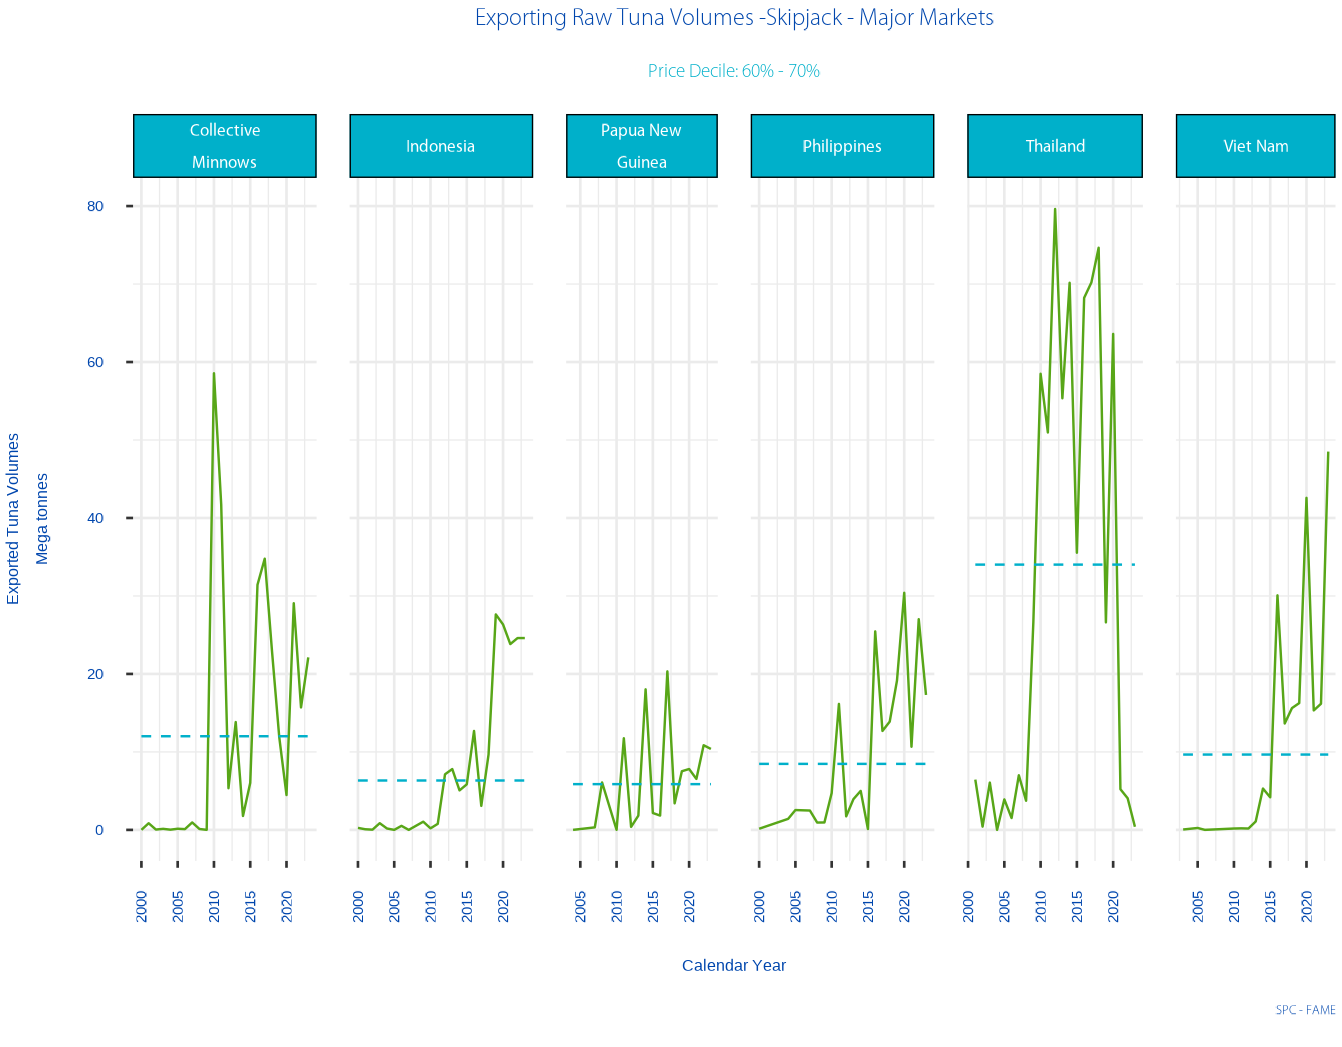 Exporting Raw Tuna Volumes -Skipjack - Major Markets
Price Decile: 60% - 70%
Collective
Minnows
Indonesia
Papua New
Guinea
Philippines
Thailand
Viet Nam
Exported Tuna Volumes
Mega tonnes
80
60
40
20
0
2000 2005 2010 2015 2020
2000 2005 2010 2015 2020
2005 2010 2015 2020
2000 2005 2010 2015 2020
2000 2005 2010 2015 2020
2005 2010 2015 2020
Calendar Year
SPC - FAME